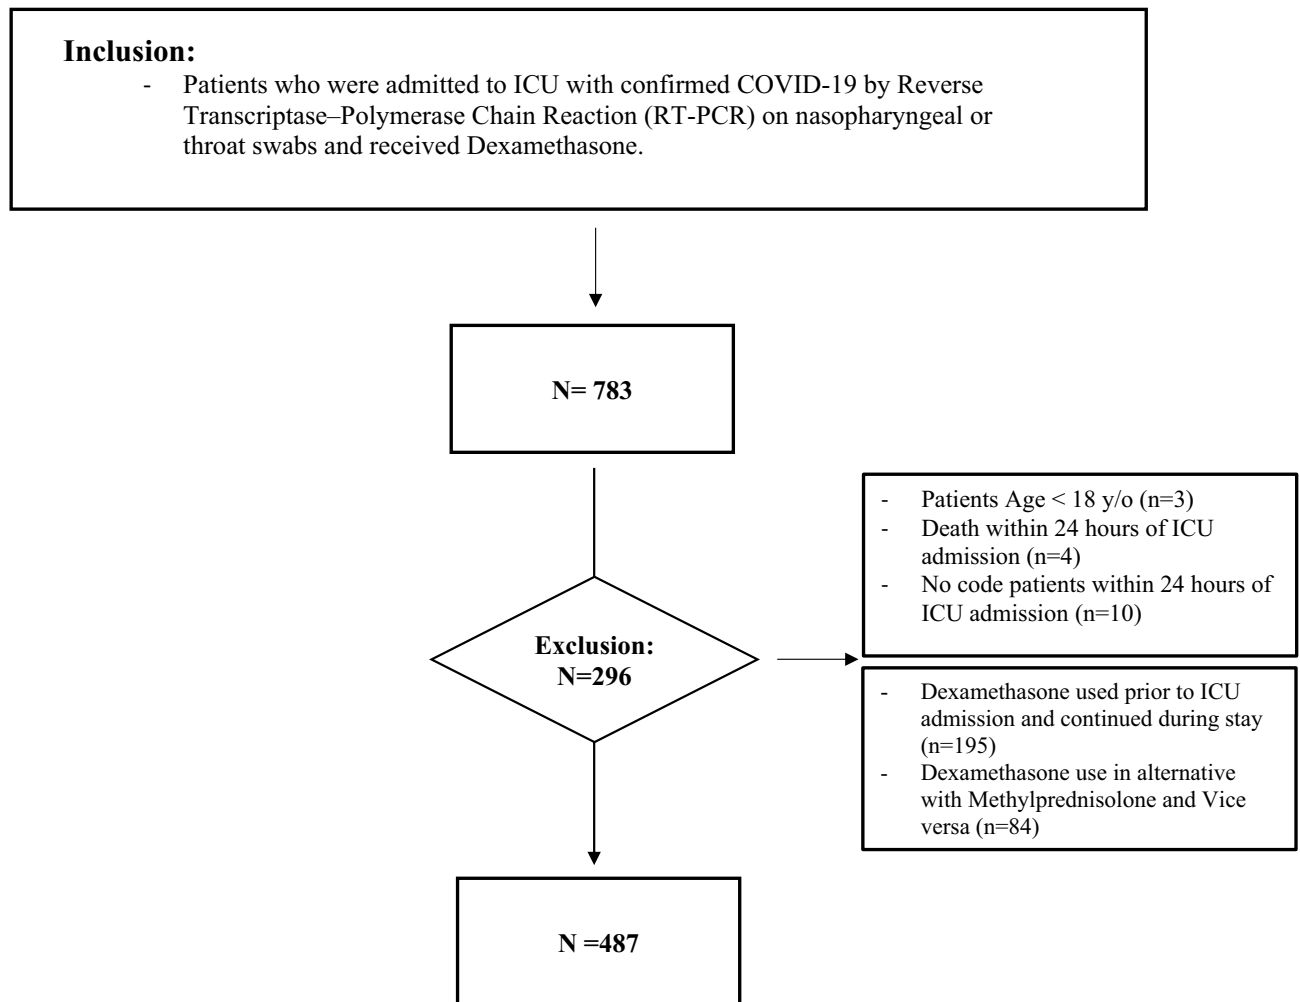 Inclusion:
- Patients who were admitted to ICU with confirmed COVID-19 by Reverse
Transcriptase–Polymerase Chain Reaction (RT-PCR) on nasopharyngeal or
throat swabs and received Dexamethasone.
N= 783
- Patients Age < 18 y/o (n=3)
- Death within 24 hours of ICU
admission (n=4)
- No code patients within 24 hours of
ICU admission (n=10)
Exclusion:
N=296
- Dexamethasone used prior to ICU
admission and continued during stay
(n=195)
- Dexamethasone use in alternative
with Methylprednisolone and Vice
versa (n=84)
N =487